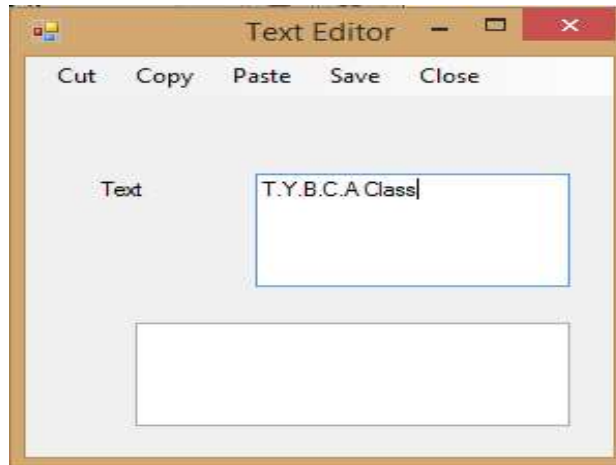 Text Editor
Cut Copy Paste Save Close
Text T.Y.B.C.A Class